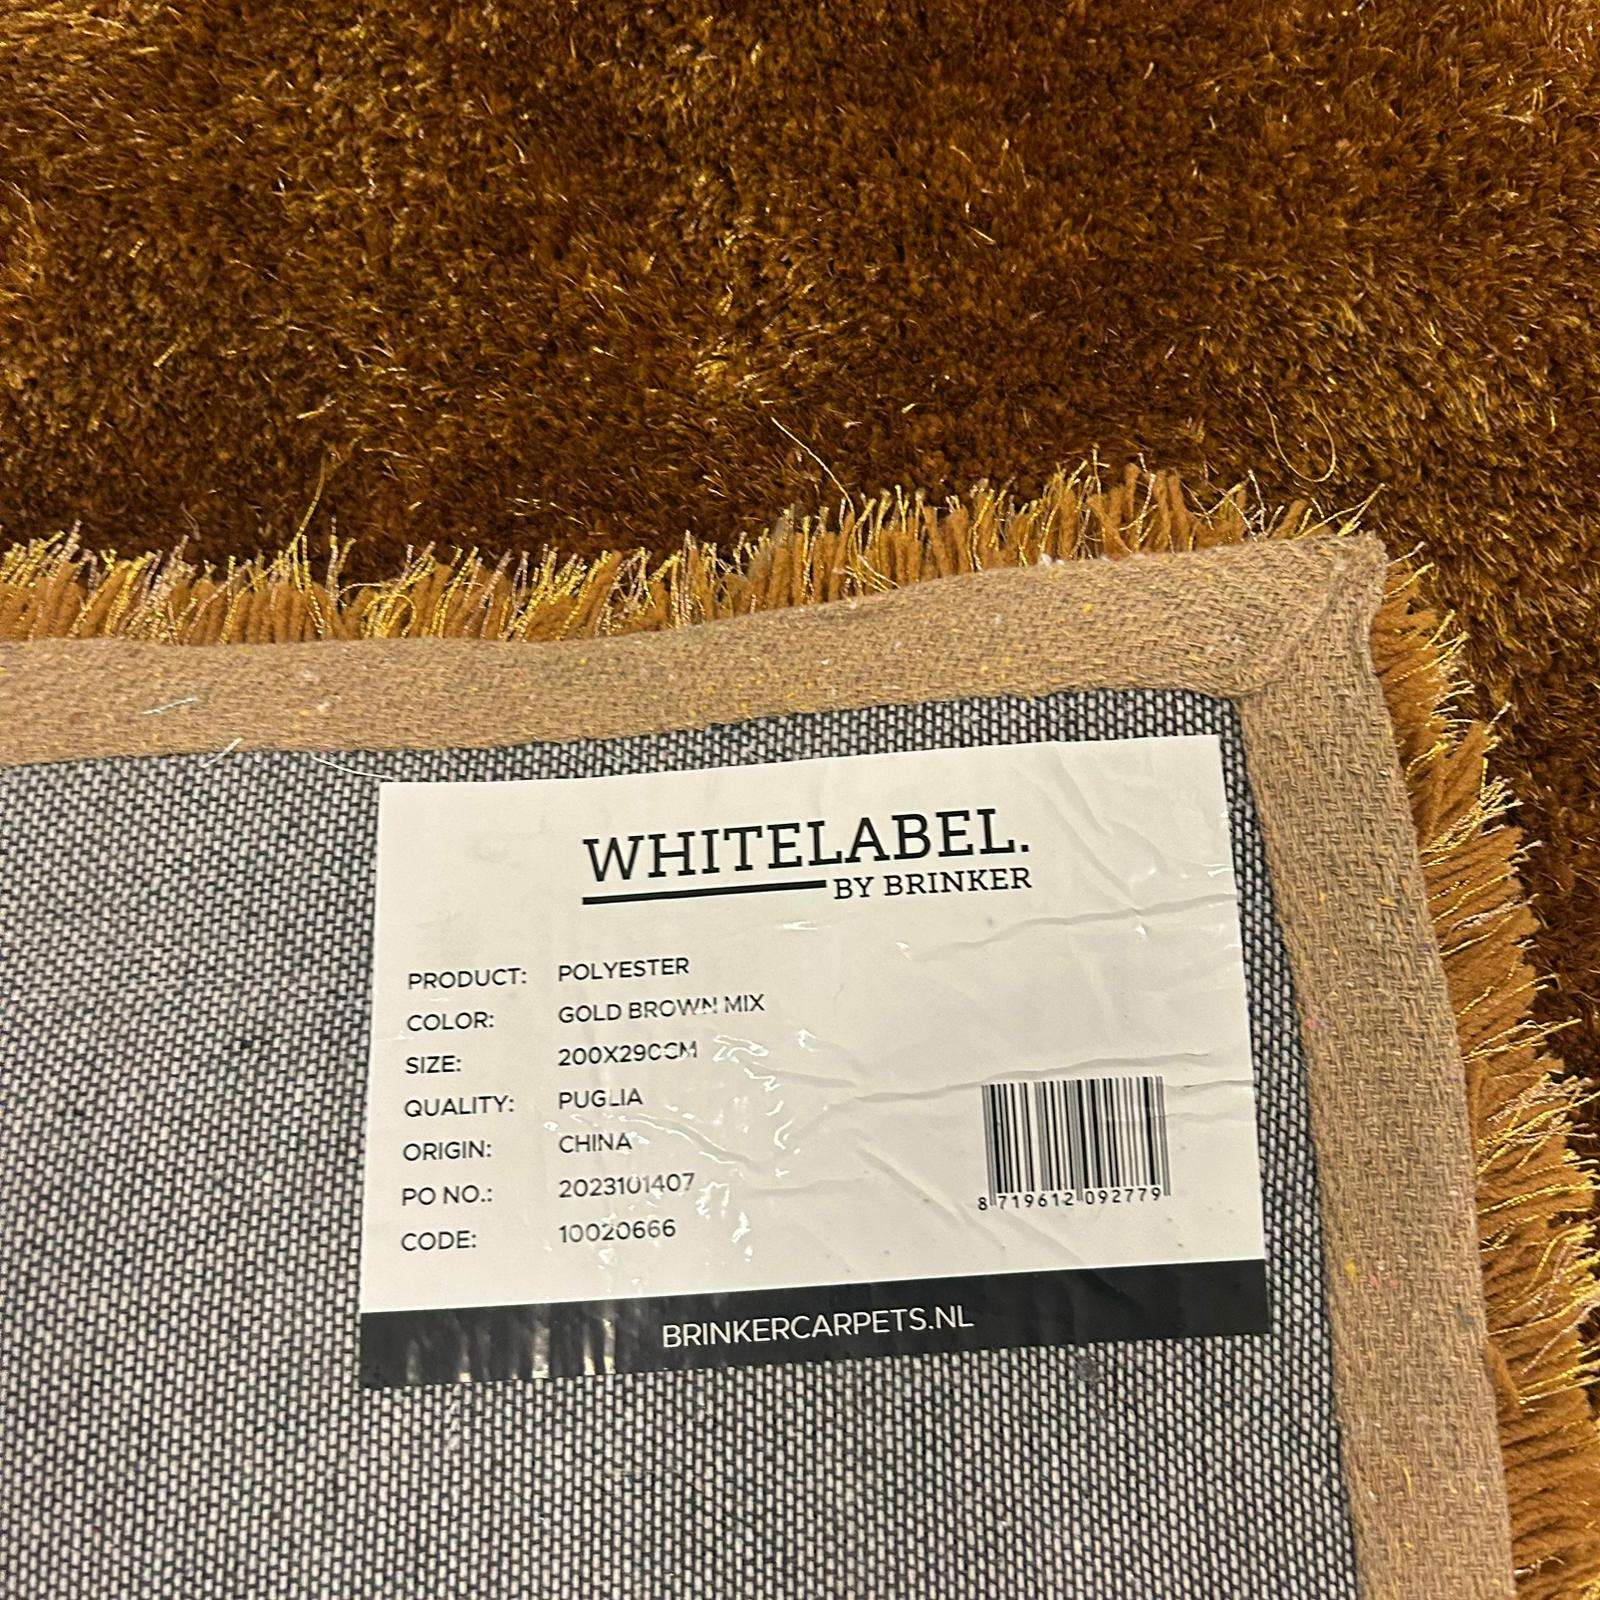 WHITELABEL.
BY BRINKER
PRODUCT: POLYESTER
COLOR: GOLD BROWN MIX
SIZE: 200X290CM
QUALITY: PUGLIA
ORIGIN: CHINA
PO NO.: 2023101407
CODE: 10020666
8 719612 092779
BRINKERCARPETS.NL